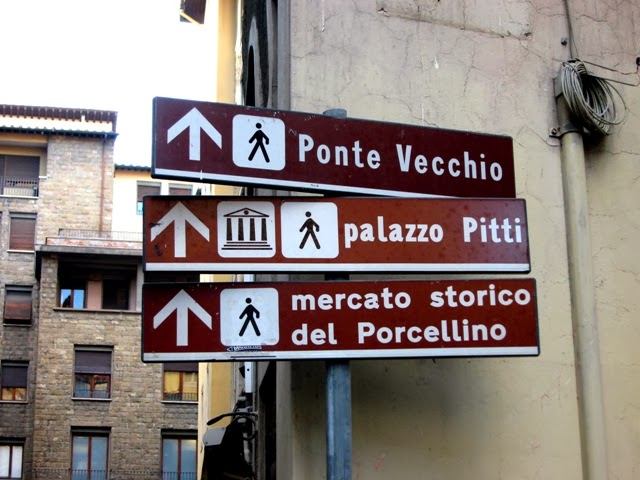 Ponte Vecchio
palazzo Pitti
mercato storico
del Porcellino